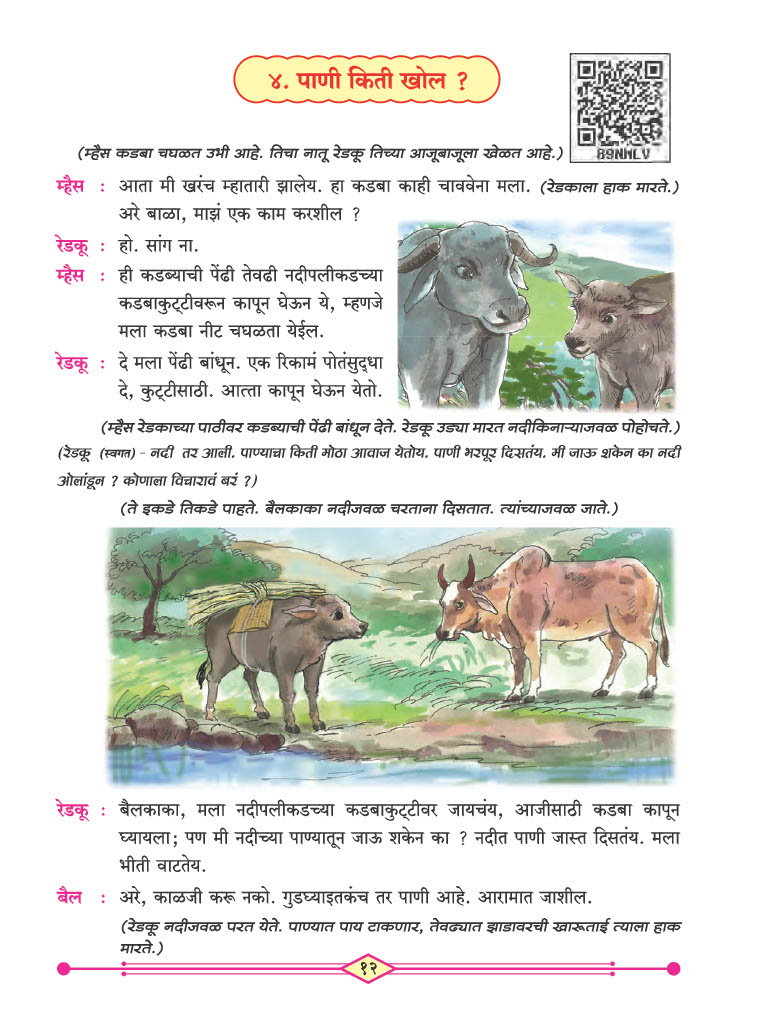 ४. पाणी किती खोल ?
89NHLV
(म्हैस कडबा चघळत उभी आहे. तिचा नातू रेडकू तिच्या आजूबाजूला खेळत आहे.)
म्हैस : आता मी खरंच म्हातारी झालेय. हा कडबा काही चाववेना मला. (रेडकाला हाक मारते.)
अरे बाळा, माझं एक काम करशील ?
रेडकू : हो. सांग ना.
म्हैस : ही कडब्याची पेंढी तेवढी नदीपलीकडच्या
कडबाकुट्टीवरून कापून घेऊन ये, म्हणजे
मला कडबा नीट चघळता येईल.
रेडकू : दे मला पेंढी बांधून. एक रिकामं पोतंसुद्धा
दे, कुट्टीसाठी. आत्ता कापून घेऊन येतो.
(म्हैस रेडकाच्या पाठीवर कडब्याची पेंढी बांधून देते. रेडकू उड्या मारत नदीकिनाऱ्याजवळ पोहोचते.)
(रेडकू (स्वगत) - नदी तर आली. पाण्याचा किती मोठा आवाज येतोय. पाणी भरपूर दिसतंय. मी जाऊ शकेन का नदी
ओलांडून ? कोणाला विचारावं बरं ?)
(ते इकडे तिकडे पाहते. बैलकाका नदीजवळ चरताना दिसतात. त्यांच्याजवळ जाते.)
रेडकू : बैलकाका, मला नदीपलीकडच्या कडबाकुट्टीवर जायचंय, आजीसाठी कडबा कापून
घ्यायला; पण मी नदीच्या पाण्यातून जाऊ शकेन का ? नदीत पाणी जास्त दिसतंय. मला
भीती वाटतेय.
बैल : अरे, काळजी करू नको. गुडघ्याइतकंच तर पाणी आहे. आरामात जाशील.
(रेडकू नदीजवळ परत येते. पाण्यात पाय टाकणार, तेवढ्यात झाडावरची खारूताई त्याला हाक
मारते.)
१२